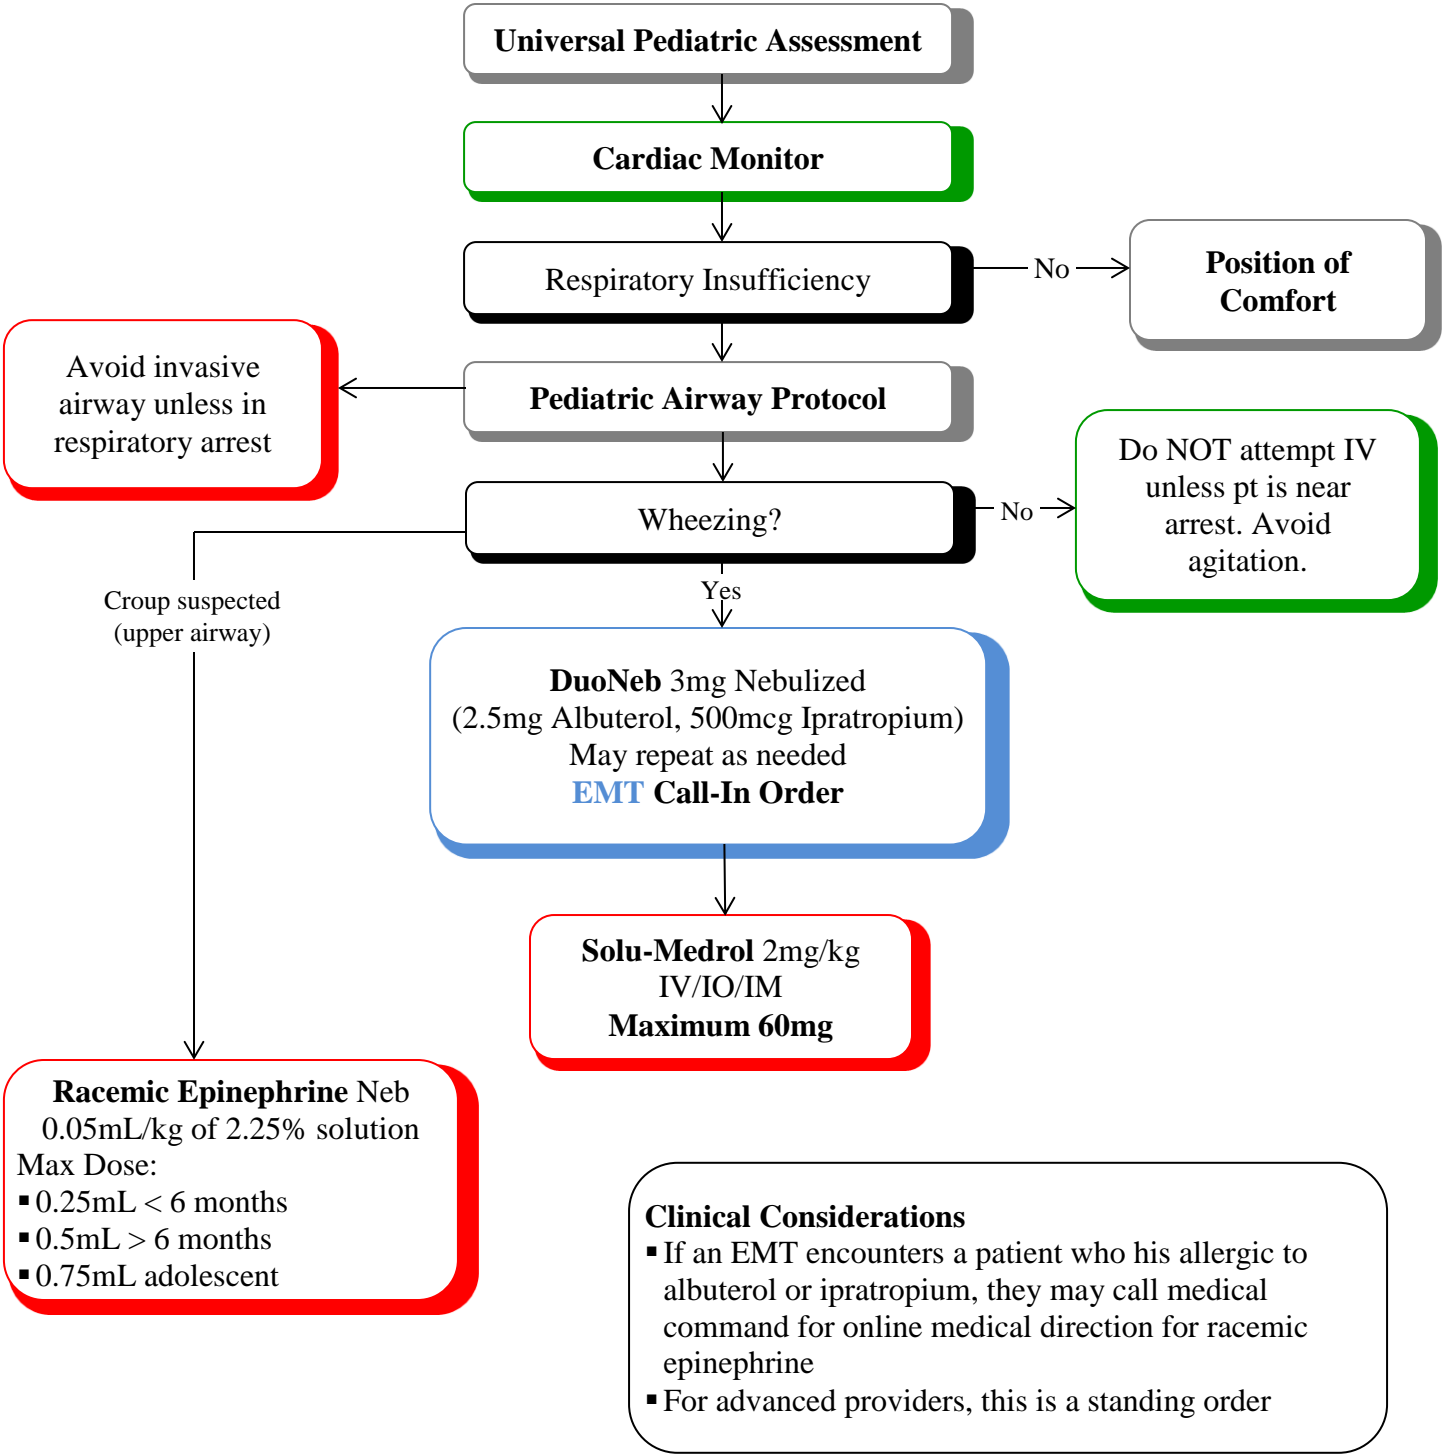 Universal Pediatric Assessment
Cardiac Monitor
Respiratory Insufficiency
No
Position of
Comfort
Avoid invasive
airway unless in
respiratory arrest
Pediatric Airway Protocol
Do NOT attempt IV
unless pt is near
arrest. Avoid
agitation.
Wheezing?
No
Yes
Croup suspected
(upper airway)
DuoNeb 3mg Nebulized
(2.5mg Albuterol, 500mcg Ipratropium)
May repeat as needed
EMT Call-In Order
Solu-Medrol 2mg/kg
IV/IO/IM
Maximum 60mg
Racemic Epinephrine Neb
0.05mL/kg of 2.25% solution
Max Dose:
▪ 0.25mL < 6 months
▪ 0.5mL > 6 months
▪ 0.75mL adolescent
Clinical Considerations
▪ If an EMT encounters a patient who his allergic to
albuterol or ipratropium, they may call medical
command for online medical direction for racemic
epinephrine
▪ For advanced providers, this is a standing order